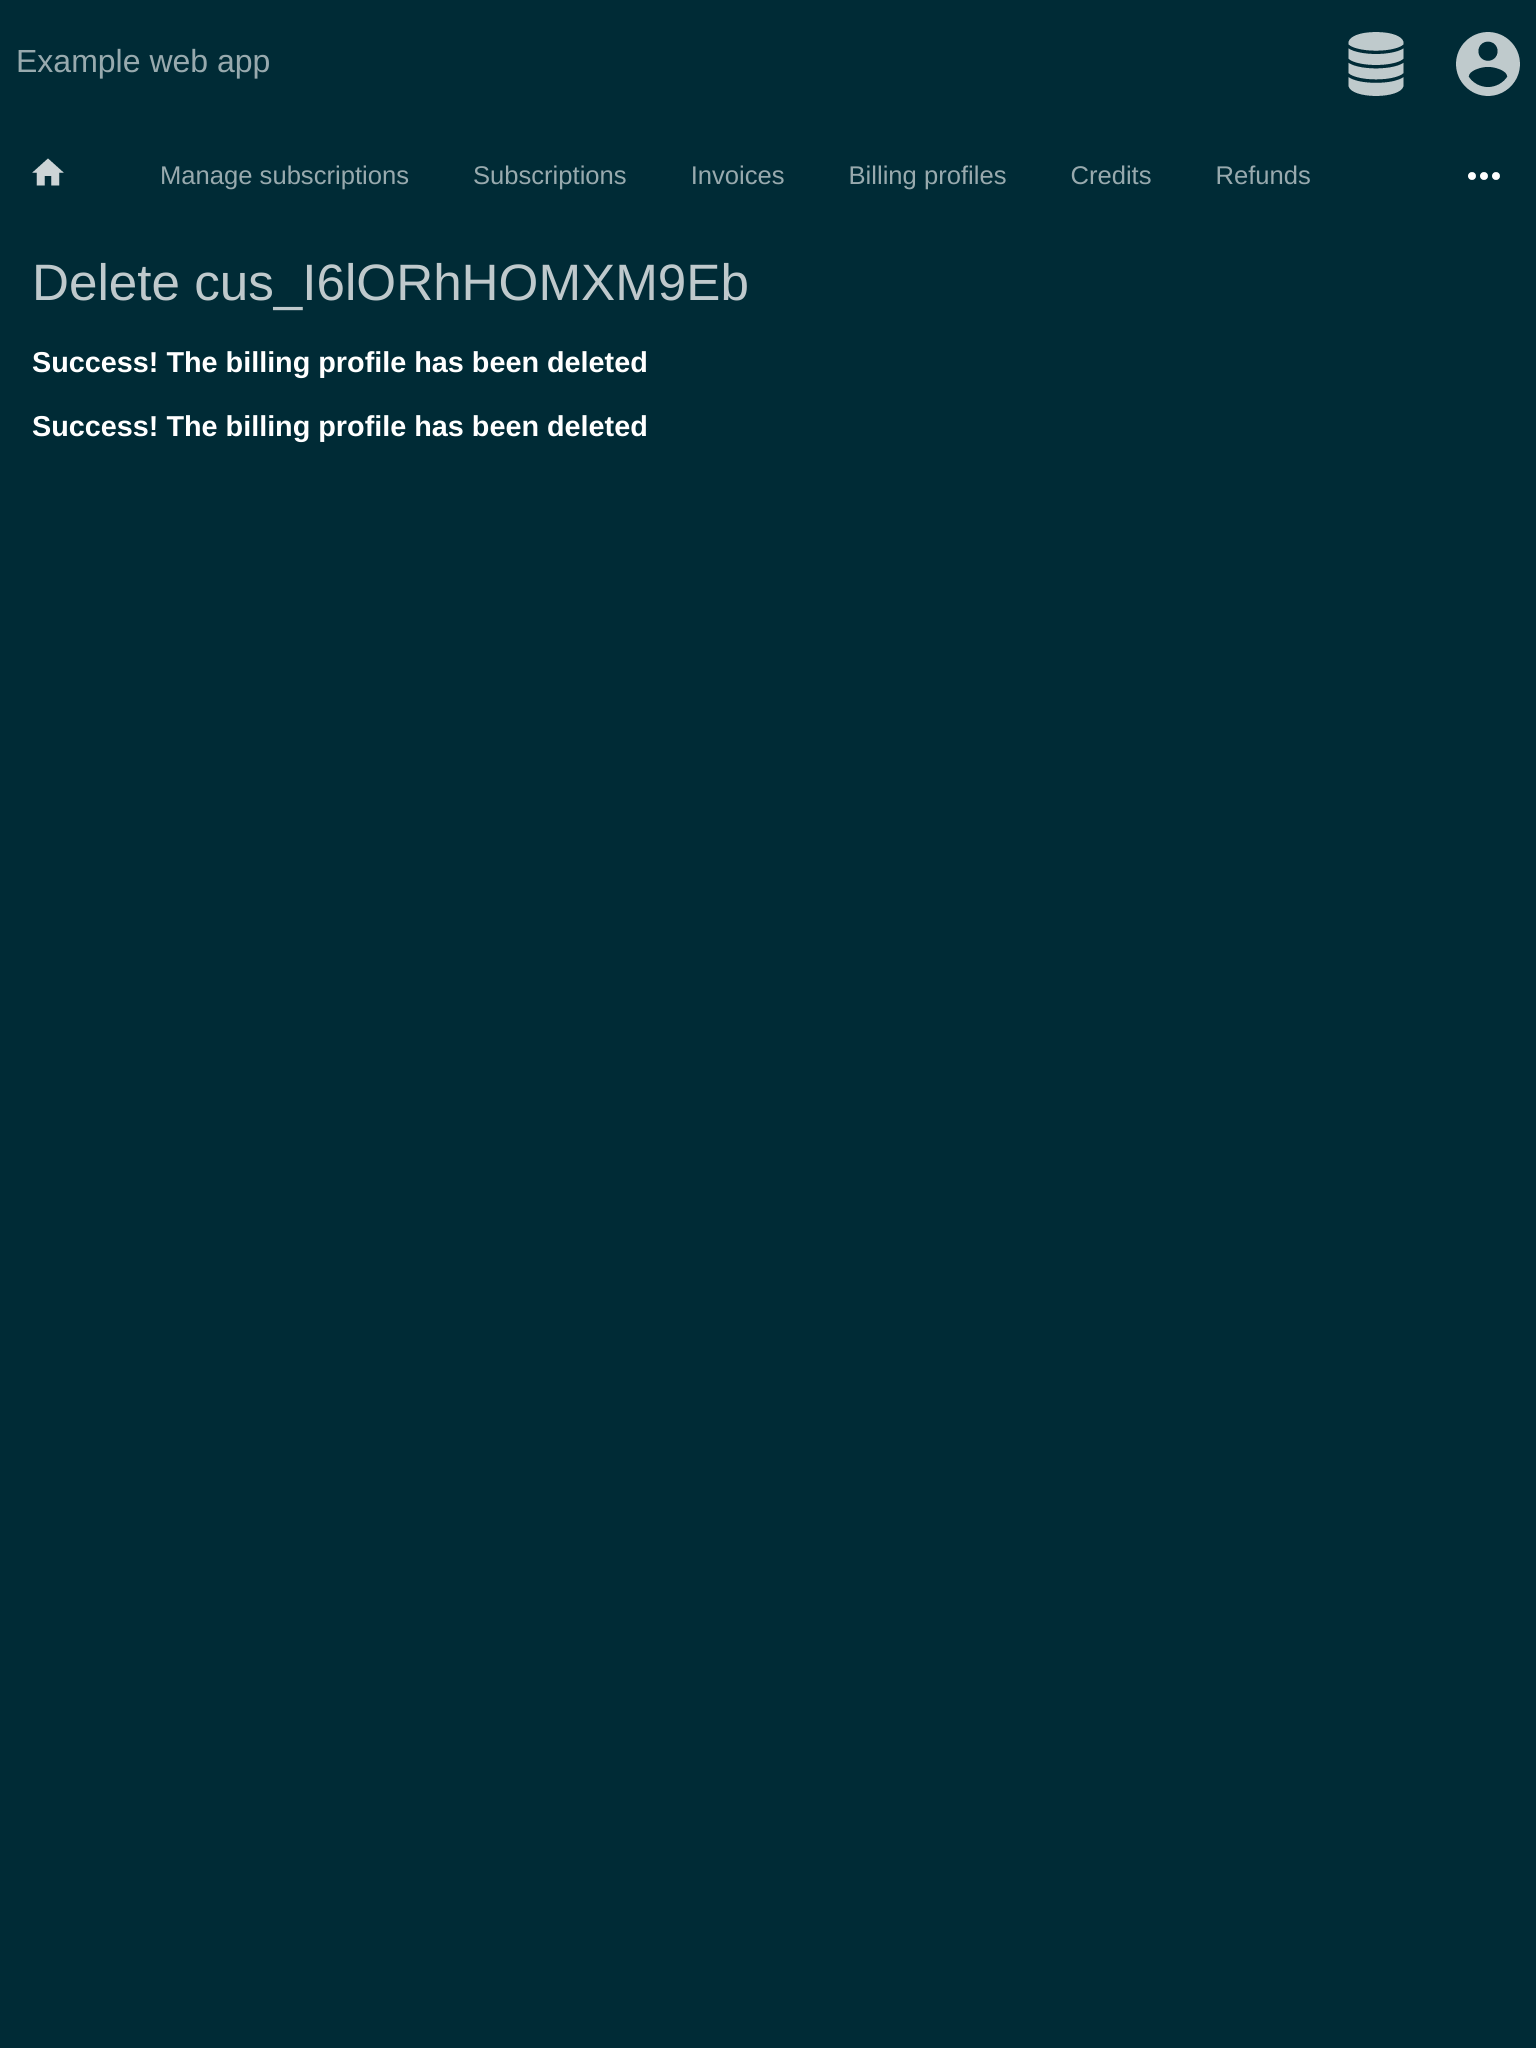 Example web app
Manage subscriptions Subscriptions Invoices Billing profiles Credits Refunds
Delete cus_I6lORhHOMXM9Eb
Success! The billing profile has been deleted
Success! The billing profile has been deleted